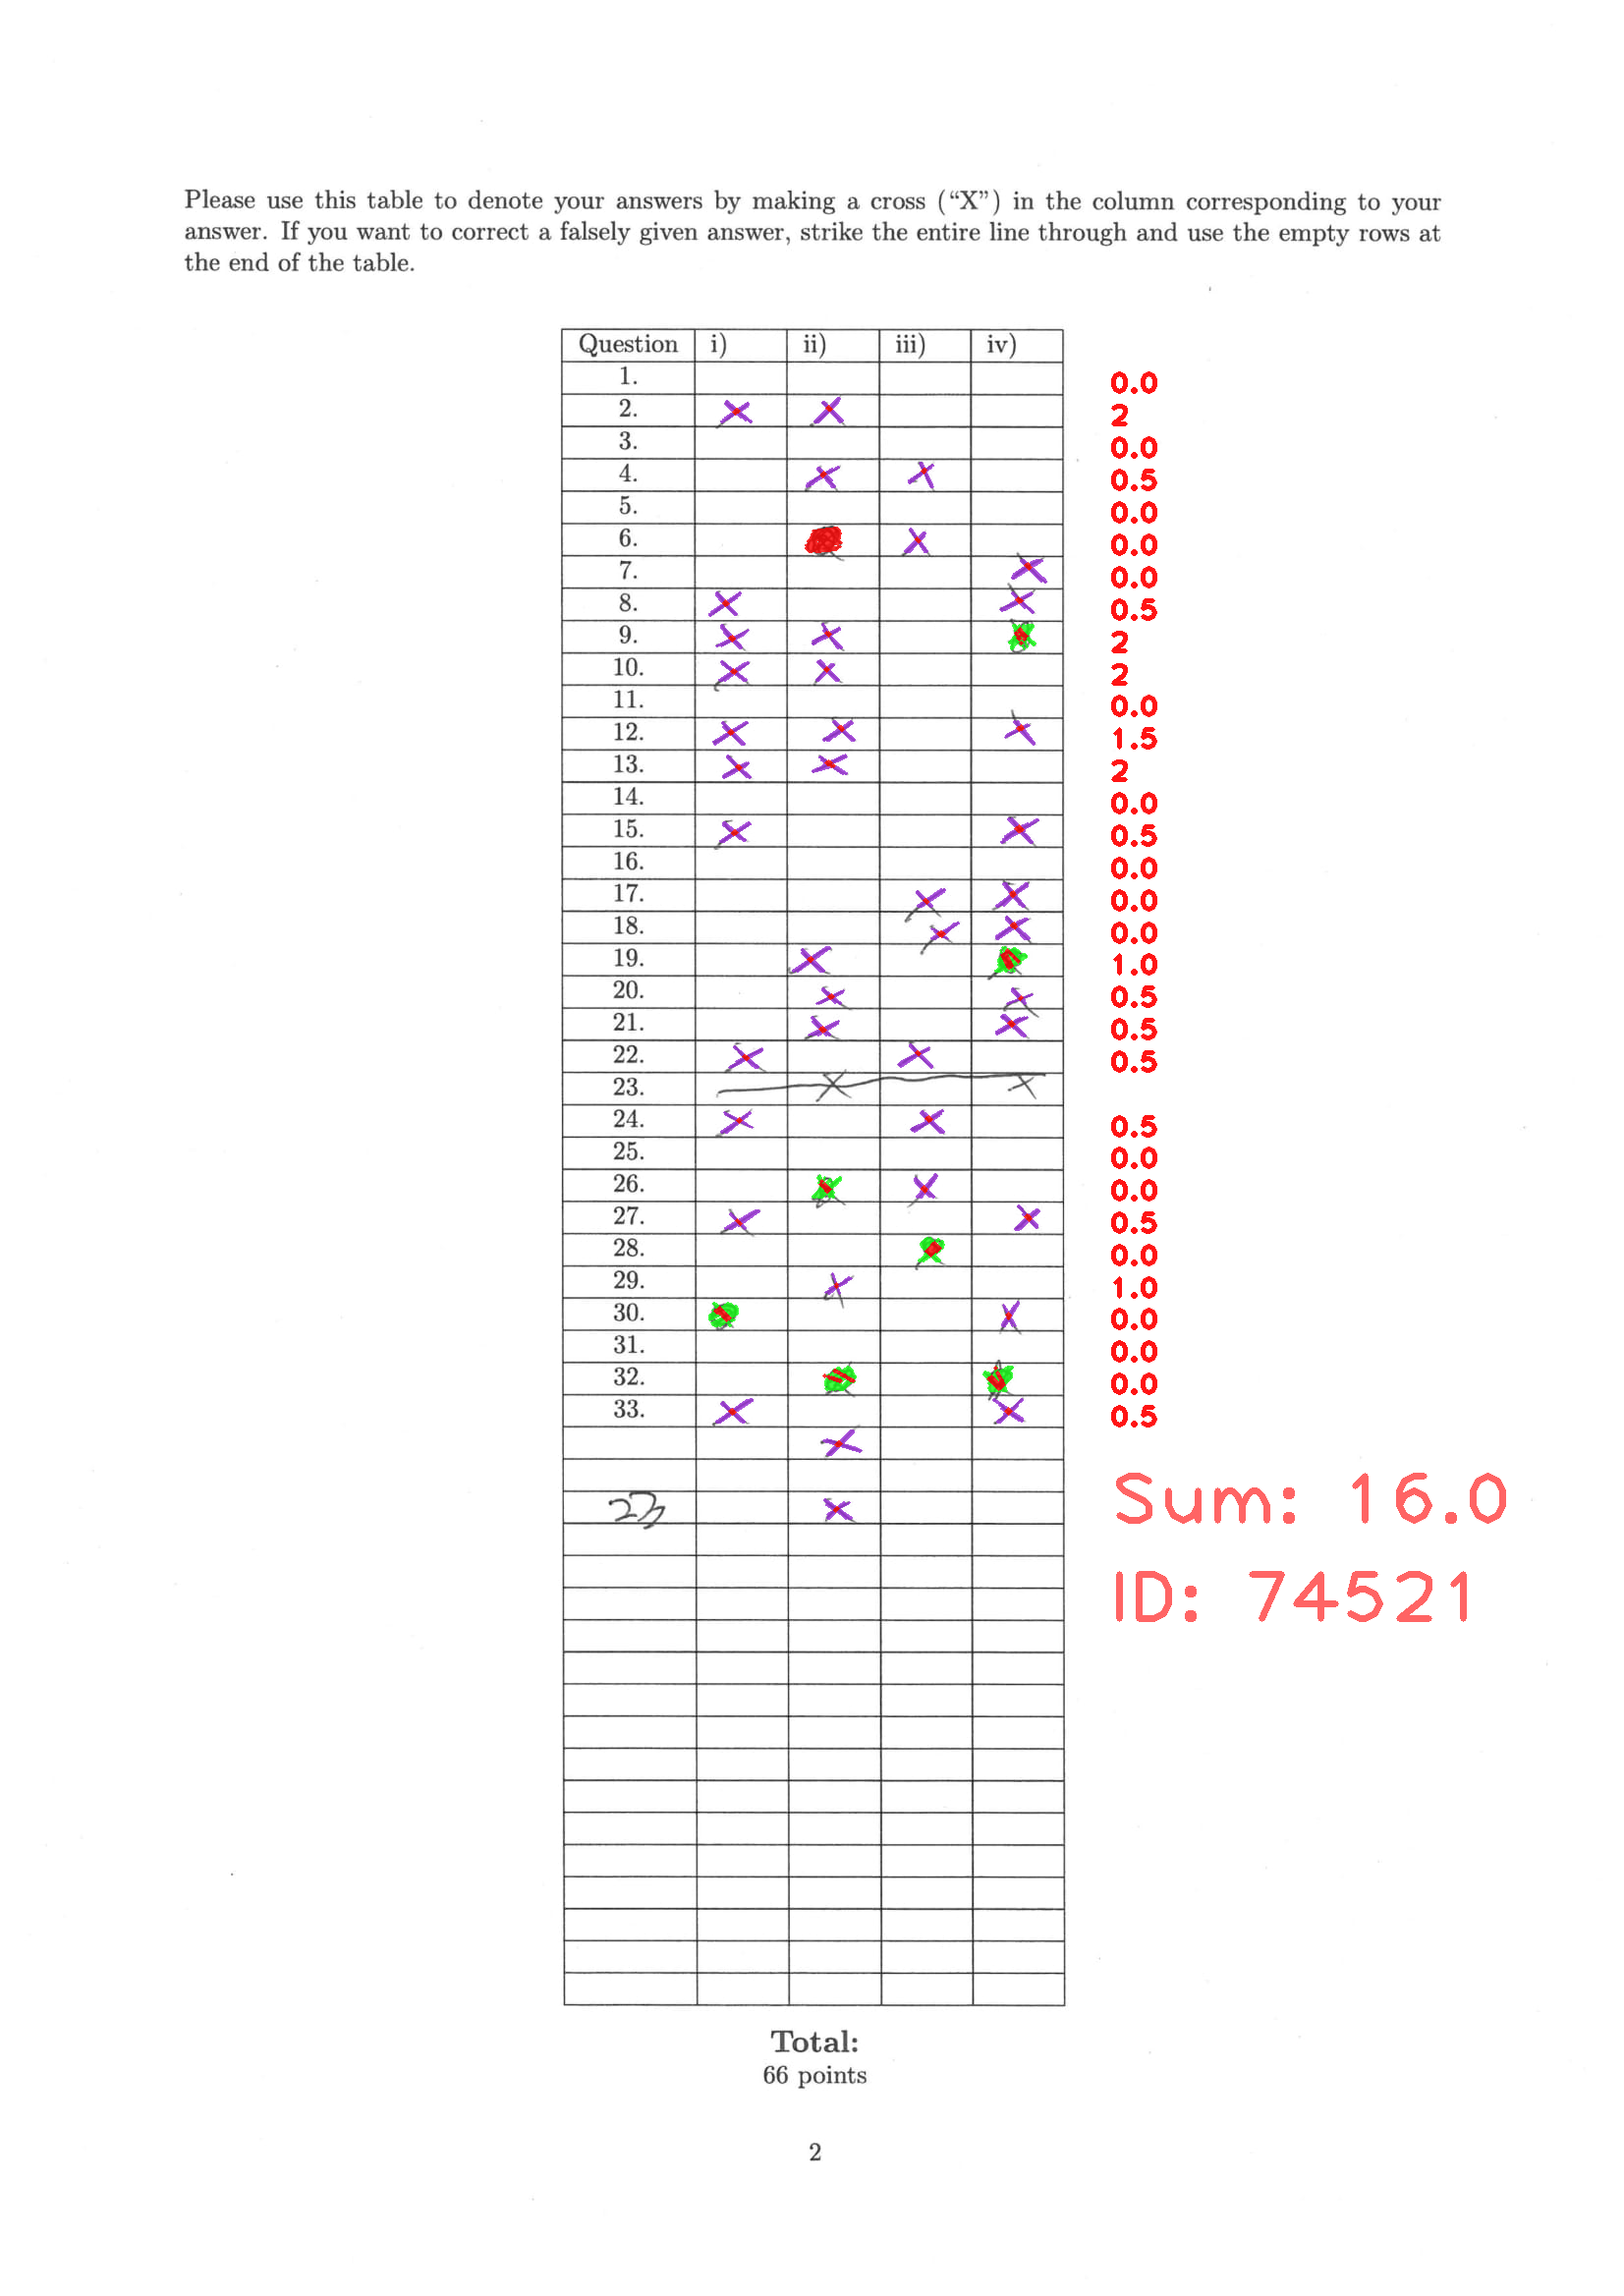 Please use this table to denote your answers by making a cross (“X”) in the column corresponding to your
answer. If you want to correct a falsely given answer, strike the entire line through and use the empty rows at
the end of the table.
Question i) ii) iii) iv)
1. 0.0
2. X X 2
3. 0.0
4. X X 0.5
5. 0.0
6. X 0.0
7. X 0.0
8. X X 0.5
9. X X 2
10. X X 2
11. 0.0
12. X X X 1.5
13. X X 2
14. 0.0
15. X X 0.5
16. 0.0
17. X X 0.0
18. X X 0.0
19. X 1.0
20. X X 0.5
21. X X 0.5
22. X X 0.5
23. X X
24. X X 0.5
25. 0.0
26. X 0.0
27. X X 0.5
28. 0.0
29. X 1.0
30. X 0.0
31. 0.0
32. 0.0
33. X X 0.5
X
Sum: 16.0
23 X
ID: 74521
Total:
66 points
2